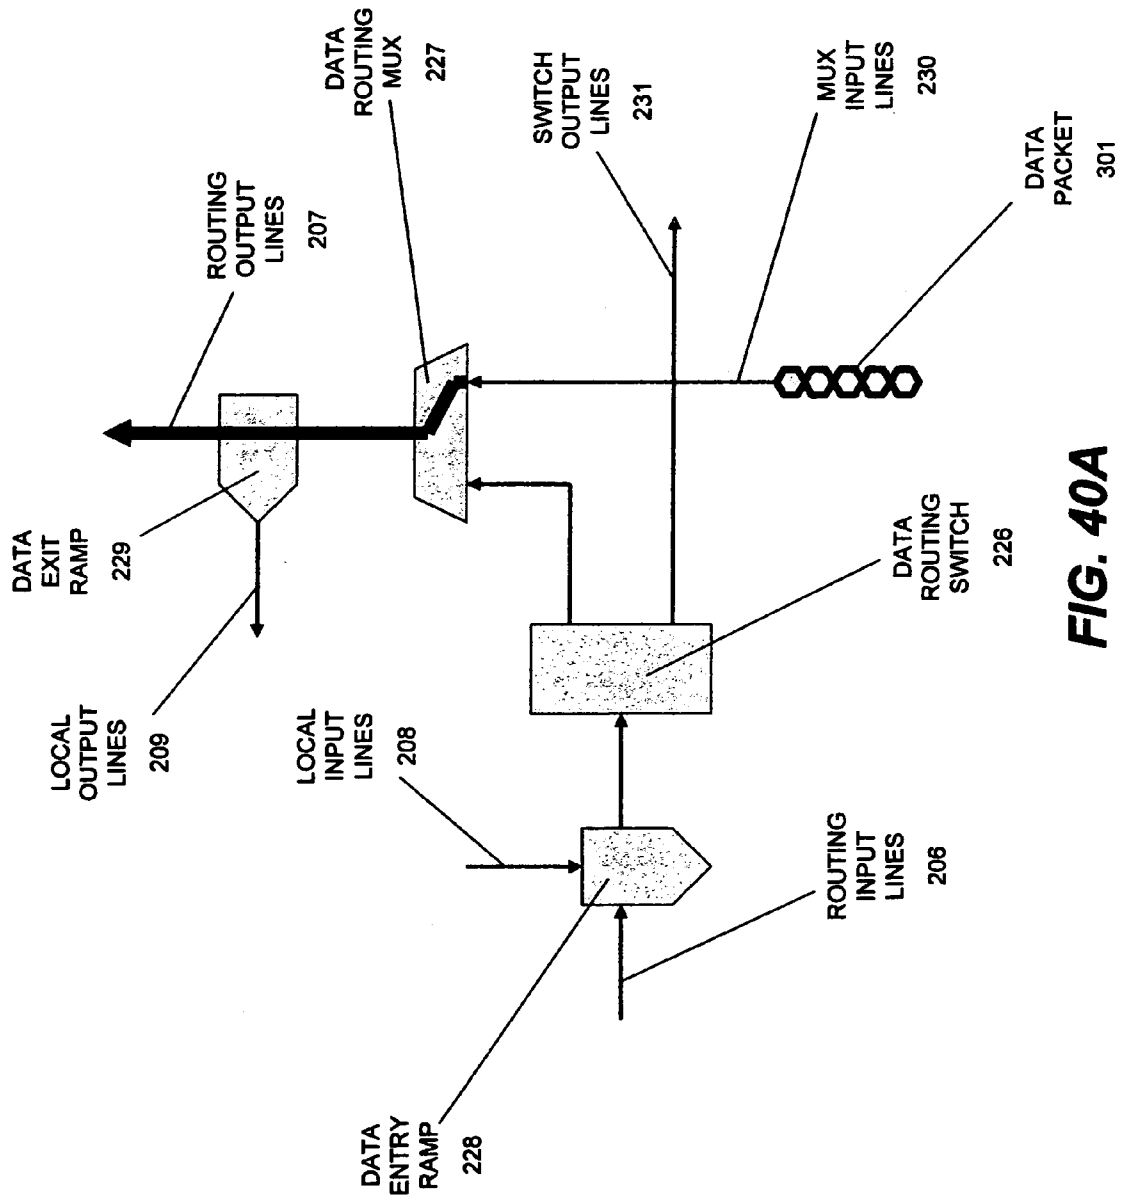 DATA
EXIT
RAMP
229
ROUTING
OUTPUT
LINES
207
DATA
ROUTING
MUX
227
LOCAL
OUTPUT
LINES
209
SWITCH
OUTPUT
LINES
231
LOCAL
INPUT
LINES
208
MUX
INPUT
LINES
230
DATA
ENTRY
RAMP
228
ROUTING
INPUT
LINES
206
DATA
ROUTING
SWITCH
226
DATA
PACKET
301
FIG. 40A